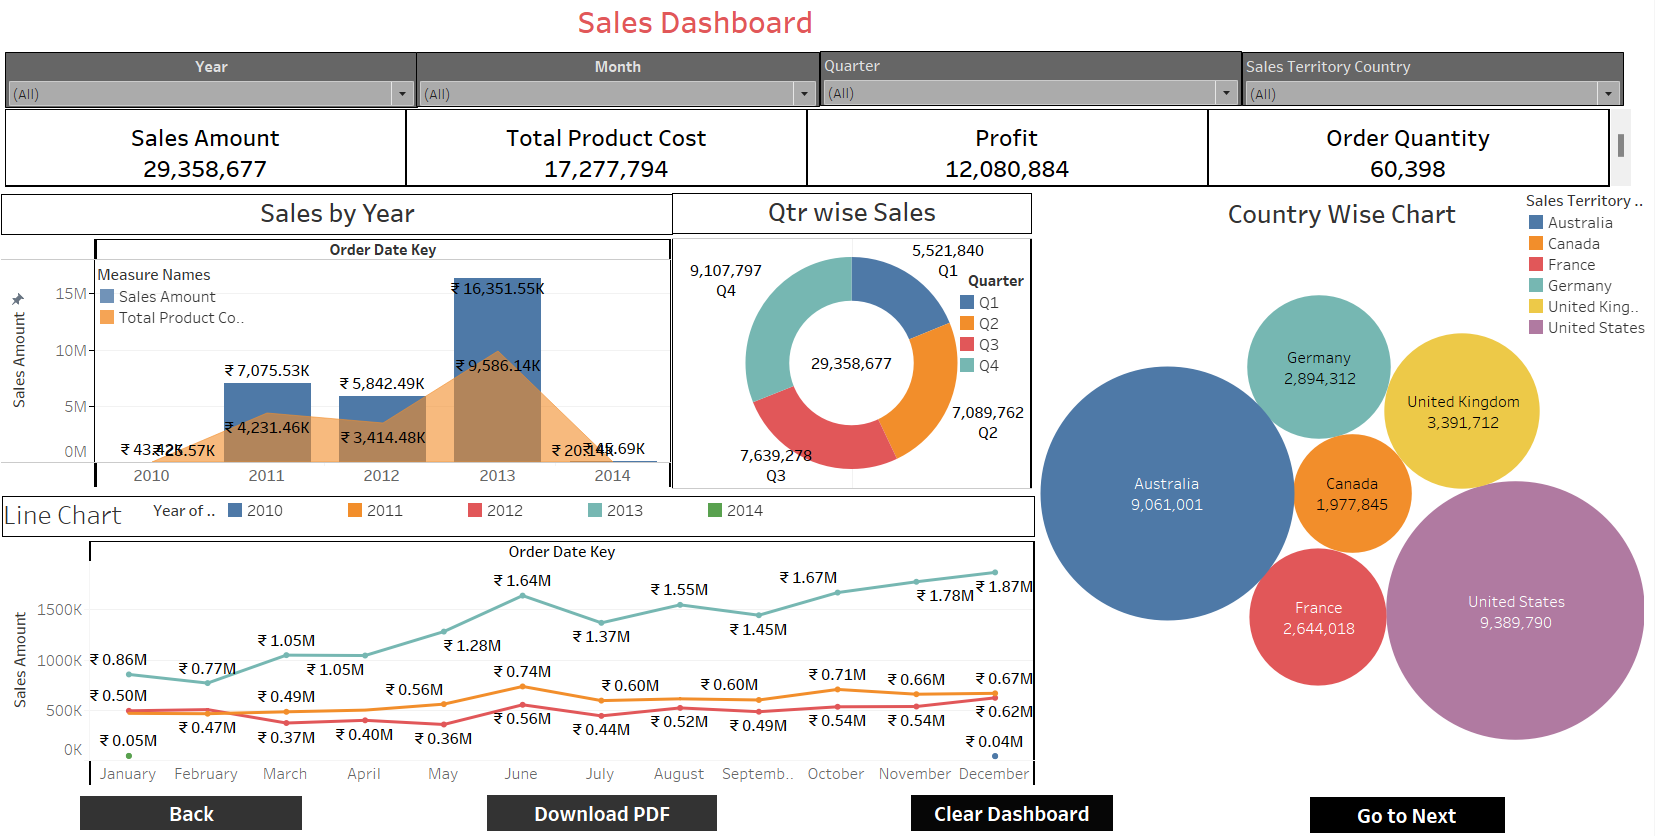 Sales Dashboard
Year
Month
Quarter
Sales Territory Country
(All)
(All)
(All)
(All)
Sales Amount
29,358,677
Total Product Cost
17,277,794
Profit
12,080,884
Order Quantity
60,398
Sales by Year
Order Date Key
Measure Names
Sales Amount
Total Product Co..
Sales Amount
15M
10M
5M
0M
₹ 7,075.53K
₹ 5,842.49K
₹ 16,351.55K
₹ 4,231.46K
₹ 3,414.48K
₹ 9,586.14K
2010
2011
2012
2013
2014
Qtr wise Sales
5,521,840
Q1
9,107,797
Q4
29,358,677
7,089,762
Q2
7,639,278
Q3
Quarter
Q1
Q2
Q3
Q4
Country Wise Chart
Sales Territory ..
Australia
Canada
France
Germany
United King..
United States
Germany
2,894,312
United Kingdom
3,391,712
Australia
9,061,001
Canada
1,977,845
France
2,644,018
United States
9,389,790
Line Chart
Year of ..
2010
2011
2012
2013
2014
Order Date Key
Sales Amount
1500K
1000K
500K
0K
₹ 0.86M
₹ 0.77M
₹ 1.05M
₹ 1.05M
₹ 1.28M
₹ 1.64M
₹ 1.37M
₹ 1.55M
₹ 1.45M
₹ 1.67M
₹ 1.78M
₹ 1.87M
₹ 0.50M
₹ 0.47M
₹ 0.49M
₹ 0.56M
₹ 0.74M
₹ 0.60M
₹ 0.60M
₹ 0.71M
₹ 0.66M
₹ 0.67M
₹ 0.37M
₹ 0.40M
₹ 0.36M
₹ 0.56M
₹ 0.44M
₹ 0.52M
₹ 0.49M
₹ 0.54M
₹ 0.54M
₹ 0.62M
₹ 0.05M
₹ 0.04M
January
February
March
April
May
June
July
August
Septemb..
October
November
December
Back
Download PDF
Clear Dashboard
Go to Next